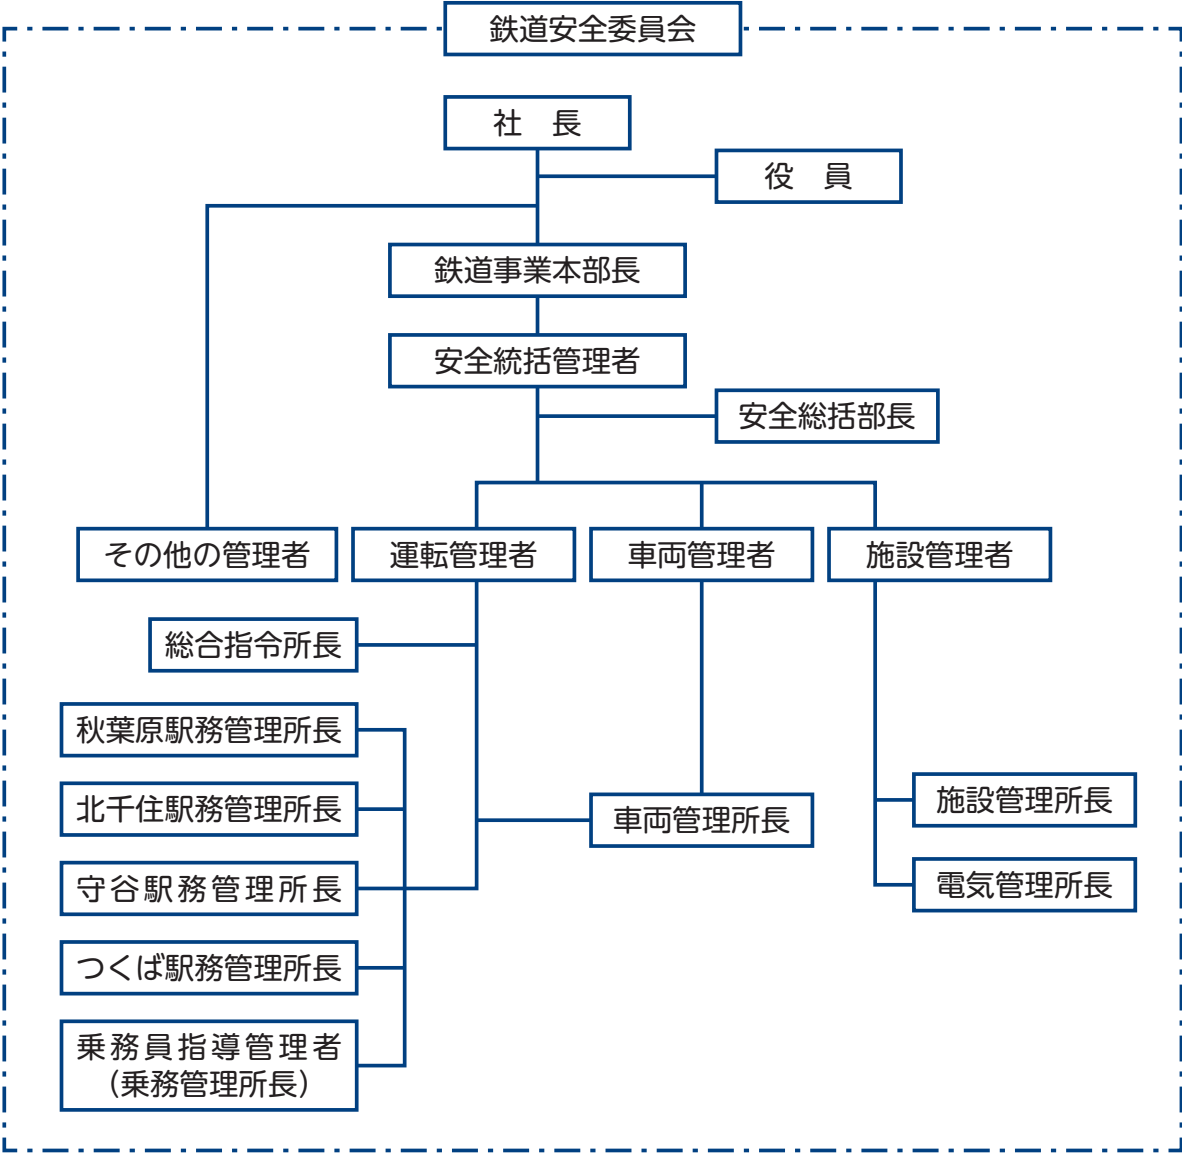 鉄道安全委員会
社　長
役　員
鉄道事業本部長
安全統括管理者
安全総括部長
その他の管理者
運転管理者
車両管理者
施設管理者
総合指令所長
秋葉原駅務管理所長
北千住駅務管理所長
守谷駅務管理所長
つくば駅務管理所長
乗務員指導管理者
（乗務管理所長）
車両管理所長
施設管理所長
電気管理所長